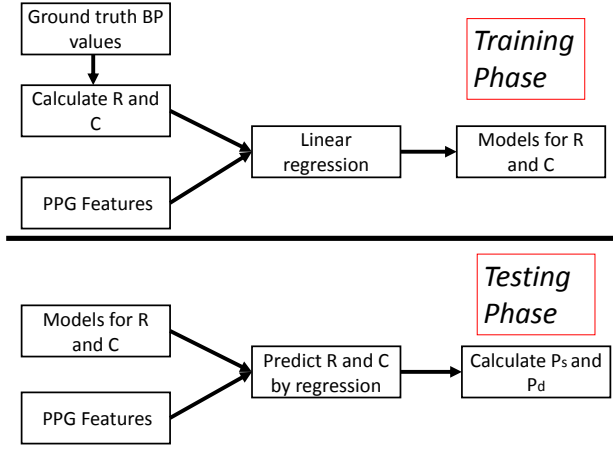 Ground truth BP
values
Training
Phase
Calculate R and
C
Linear
regression
Models for R
and C
PPG Features
Testing
Phase
Models for R
and C
Predict R and C
by regression
Calculate Ps and
Pd
PPG Features